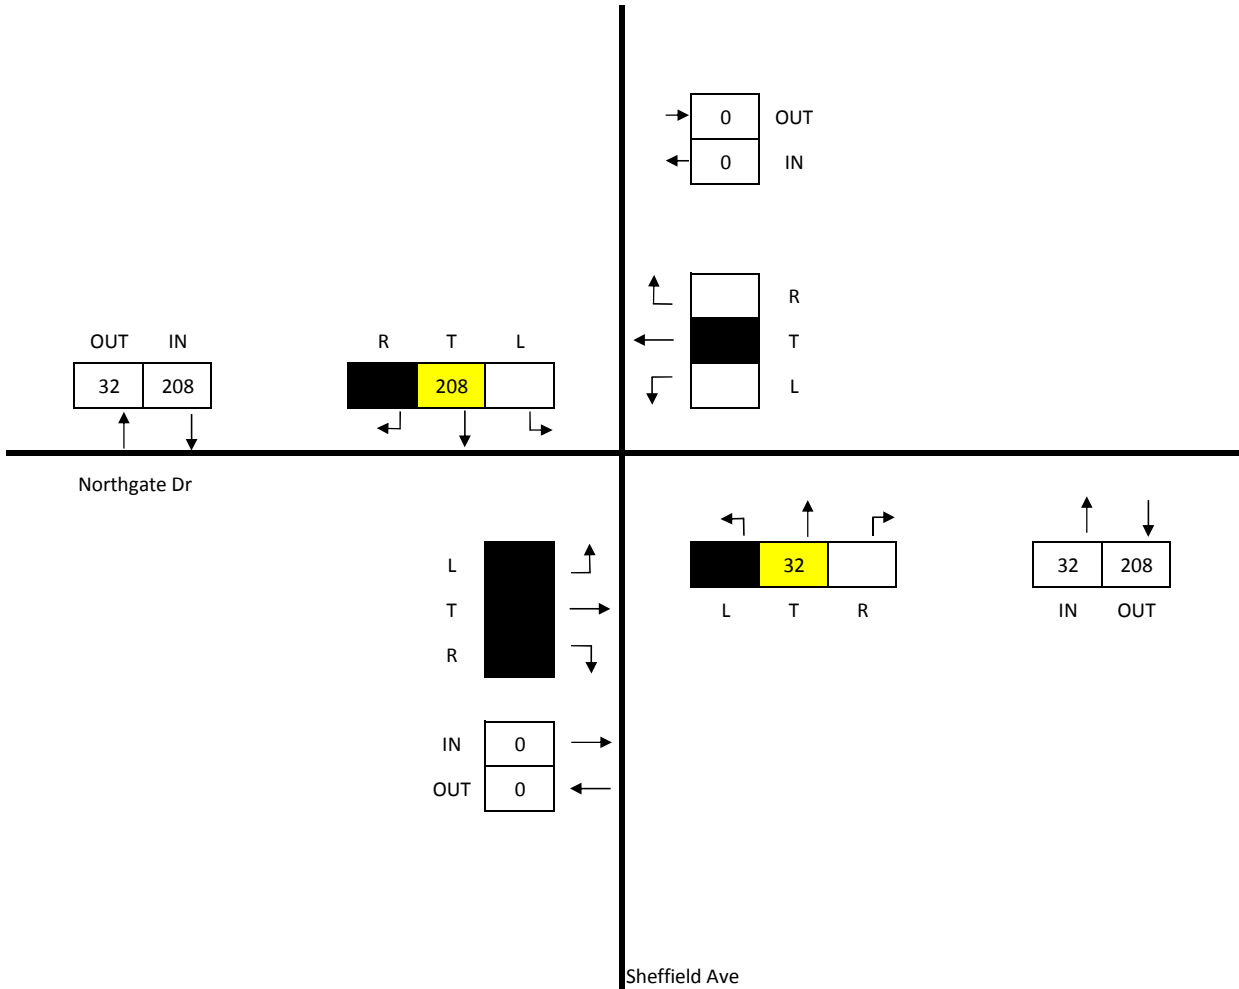 0 OUT
0 IN
R
OUT IN R T L T
32 208 208 L
Northgate Dr
L 32 32 208
T L T R IN OUT
R
IN 0
OUT 0
Sheffield Ave